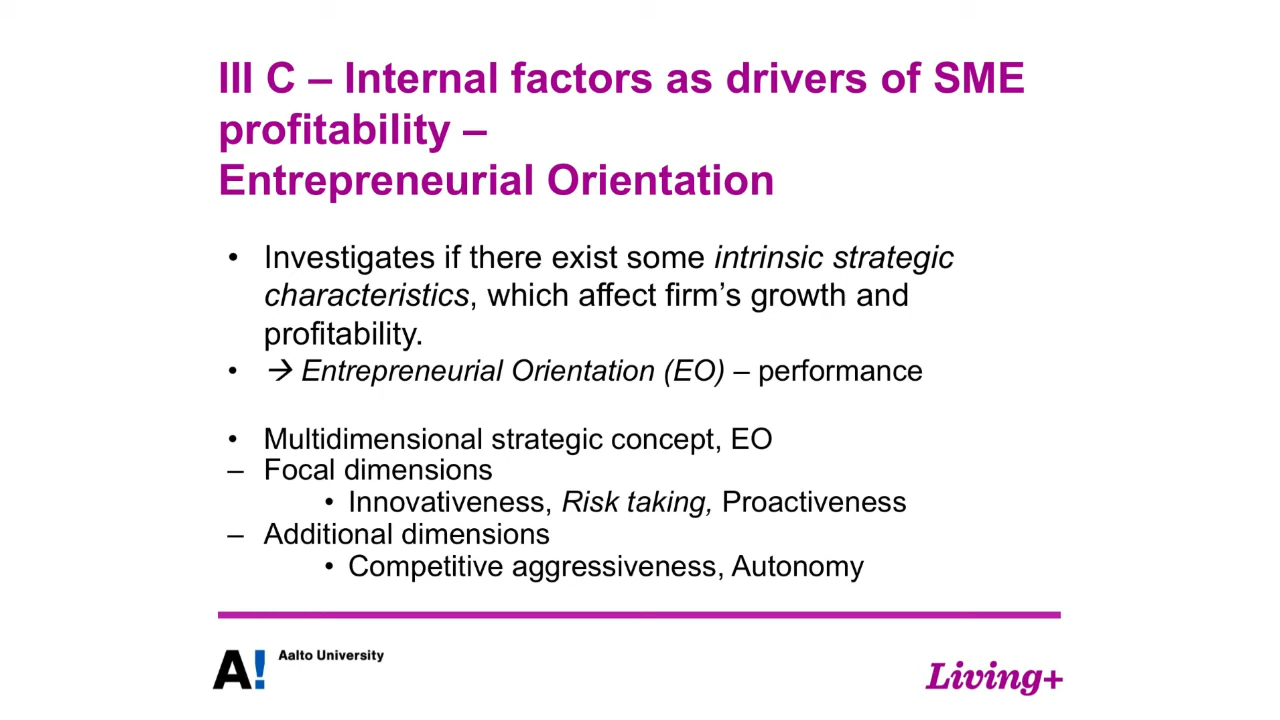 III C – Internal factors as drivers of SME
profitability –
Entrepreneurial Orientation
• Investigates if there exist some intrinsic strategic
characteristics, which affect firm’s growth and
profitability.
• → Entrepreneurial Orientation (EO) – performance
• Multidimensional strategic concept, EO
– Focal dimensions
• Innovativeness, Risk taking, Proactiveness
– Additional dimensions
• Competitive aggressiveness, Autonomy
A! Aalto University
Living+